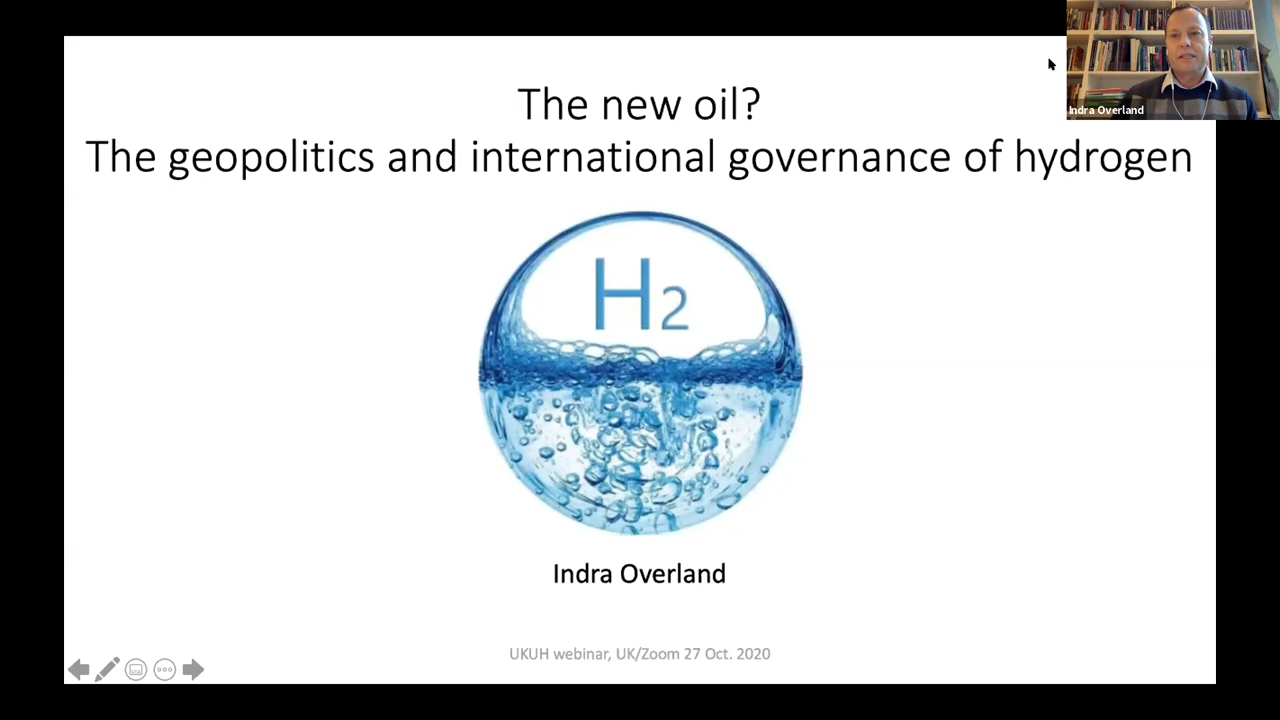 The new oil?
The geopolitics and international governance of hydrogen
Indra Overland
H2
Indra Overland
UKUH webinar, UK/Zoom 27 Oct. 2020